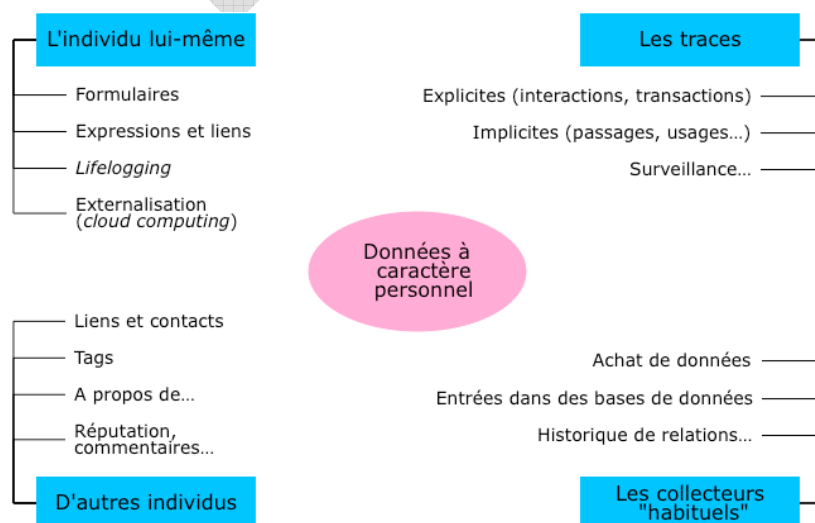 L'individu lui-même
Formulaires
Expressions et liens
Lifelogging
Externalisation
(cloud computing)
Les traces
Explicites (interactions, transactions)
Implicites (passages, usages...)
Surveillance...
Données à
caractère
personnel
Liens et contacts
Tags
A propos de...
Réputation,
commentaires...
D'autres individus
Achat de données
Entrées dans des bases de données
Historique de relations...
Les collecteurs
"habituels"